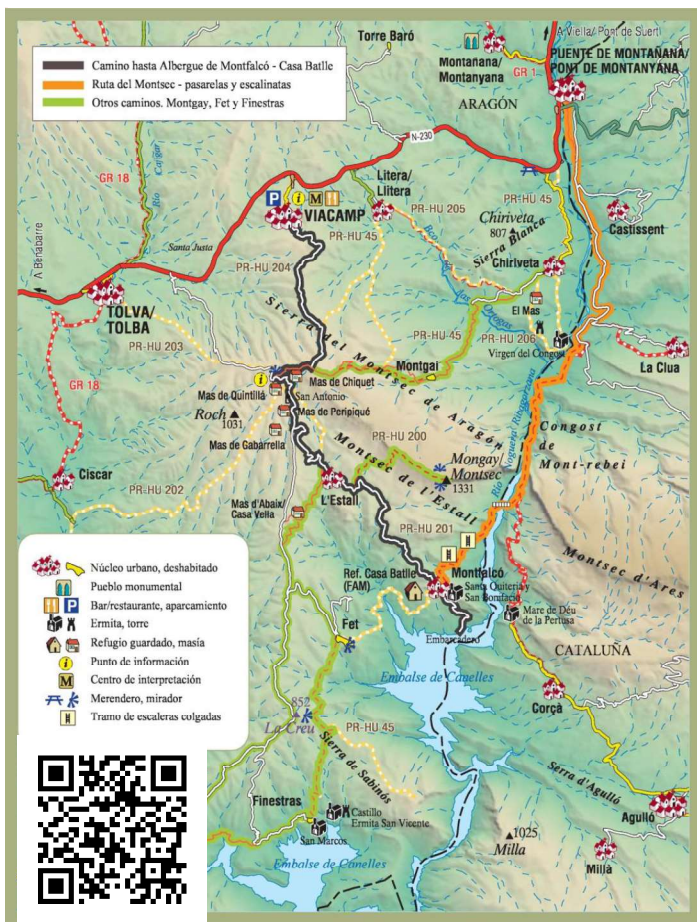 Camino hasta Albergue de Montfalcó - Casa Batlle
Ruta del Montsec - pasarelas y escalinatas
Otros caminos. Montgay, Fet y Finestras
Torre Baró
Montañana/
Montanyana
A Viella/ Pont de Suert
PUENTE DE MONTAÑANA/
PONT DE MONTANYANA
GR 1
ARAGÓN
N-230
GR 18
Río
A Benabarre
Santa Justa
P
i
M
VIACAMP
Litera/
Llitera
PR-HU 205
PR-HU 45
PR-HU 45
Chiriveta
807
Sierra Blanca
Castissent
Chiriveta
PR-HU 204
TOLVA/
TOLBA
PR-HU 203
GR 18
Sierra del Montsec de Aragón
PR-HU 45
El Mas
PR-HU 206
Virgen del Congost
La Clua
Montgai
i
Mas de Chiquet
San Antonio
Mas de Quintillá
Mas de Peripiqué
Roch
1031
Mas de Gabarrella
Río Noguera Ribagorzana
Congost
de
Mont-rebei
PR-HU 200
Mongay/
Montsec
1331
Montsec de l'Estall
Ciscar
PR-HU 202
L'Estall
Mas d'Abaix/
Casa Vella
PR-HU 201
Montsec d'Ares
Ref. Casa Batlle
(FAM)
Montfalcó
Santa Quiteria y
San Bonifacio
Embarcadero
Mare de Déu
de la Pertusa
CATALUÑA
Fet
Embalse de Canelles
Corçà
852
La Creu
PR-HU 45
Sierra de Sabinós
Serra d'Agulló
Agulló
Finestras
Castillo
Ermita San Vicente
San Marcos
1025
Milla
Millà
Embalse de Canelles
Núcleo urbano, deshabitado
Pueblo monumental
P
Bar/restaurante, aparcamiento
Ermita, torre
Refugio guardado, masía
i
Punto de información
M
Centro de interpretación
Merendero, mirador
Tramo de escaleras colgadas